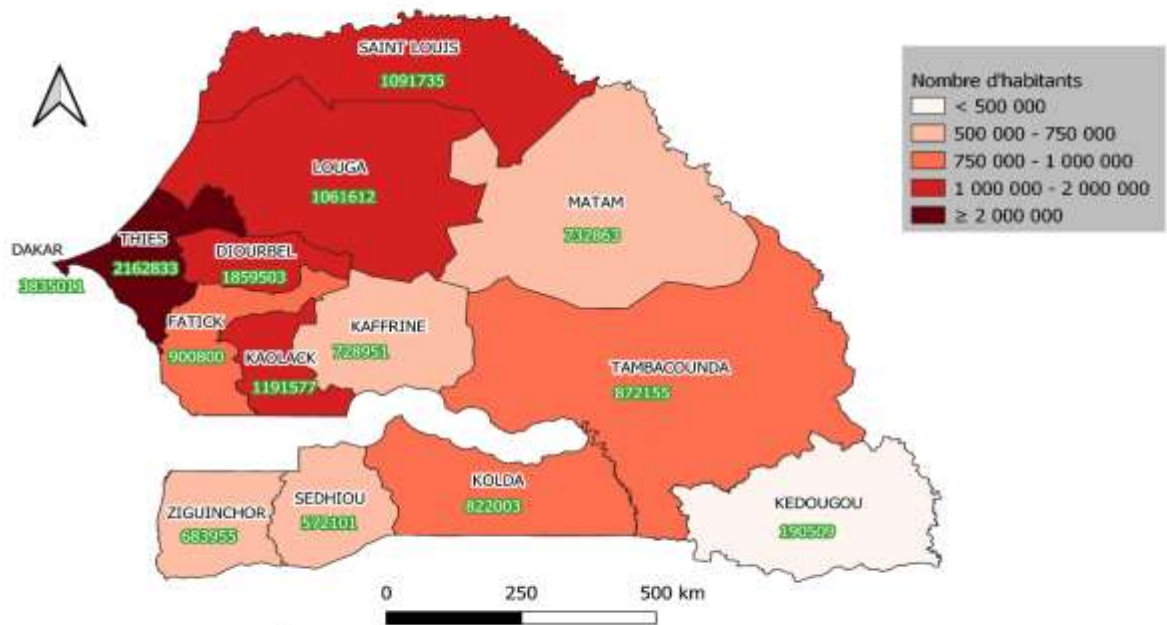 SAINT LOUIS
1091735
Nombre d'habitants
< 500 000
500 000 - 750 000
750 000 - 1 000 000
1 000 000 - 2 000 000
≥ 2 000 000
LOUGA
1061612
MATAM
732863
DAKAR
3835011
THIES
2162833
DIOURBEL
1859503
FATICK
900800
KAOLACK
1191577
KAFFRINE
728951
TAMBACOUNDA
872155
ZIGUINCHOR
683955
SEDHIOU
572101
KOLDA
822003
KEDOUGOU
190509
0 250 500 km